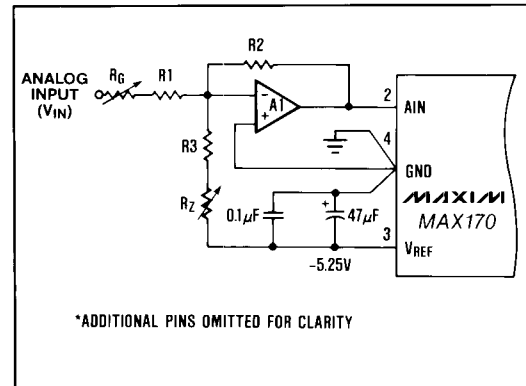 R2
ANALOG
INPUT
(VIN)
RG
R1
A1
−
+
2
AIN
R3
4
GND
RZ
0.1µF
+
47µF
MAXIM
MAX170
3
VREF
−5.25V
*ADDITIONAL PINS OMITTED FOR CLARITY